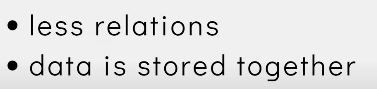 • less relations
• data is stored together